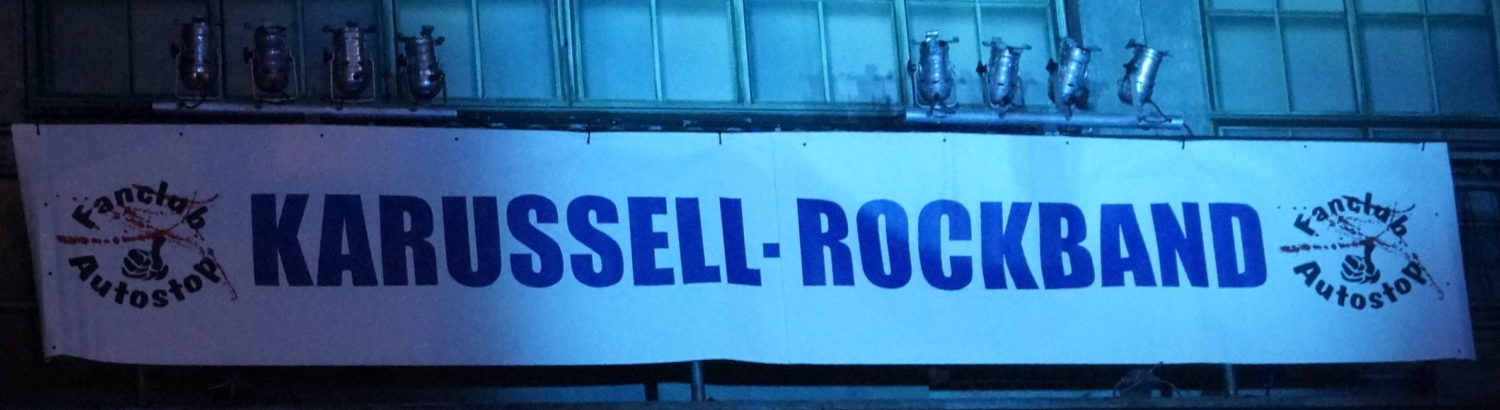 Fanclub
Autostop
KARUSSELL-ROCKBAND
Fanclub
Autostop